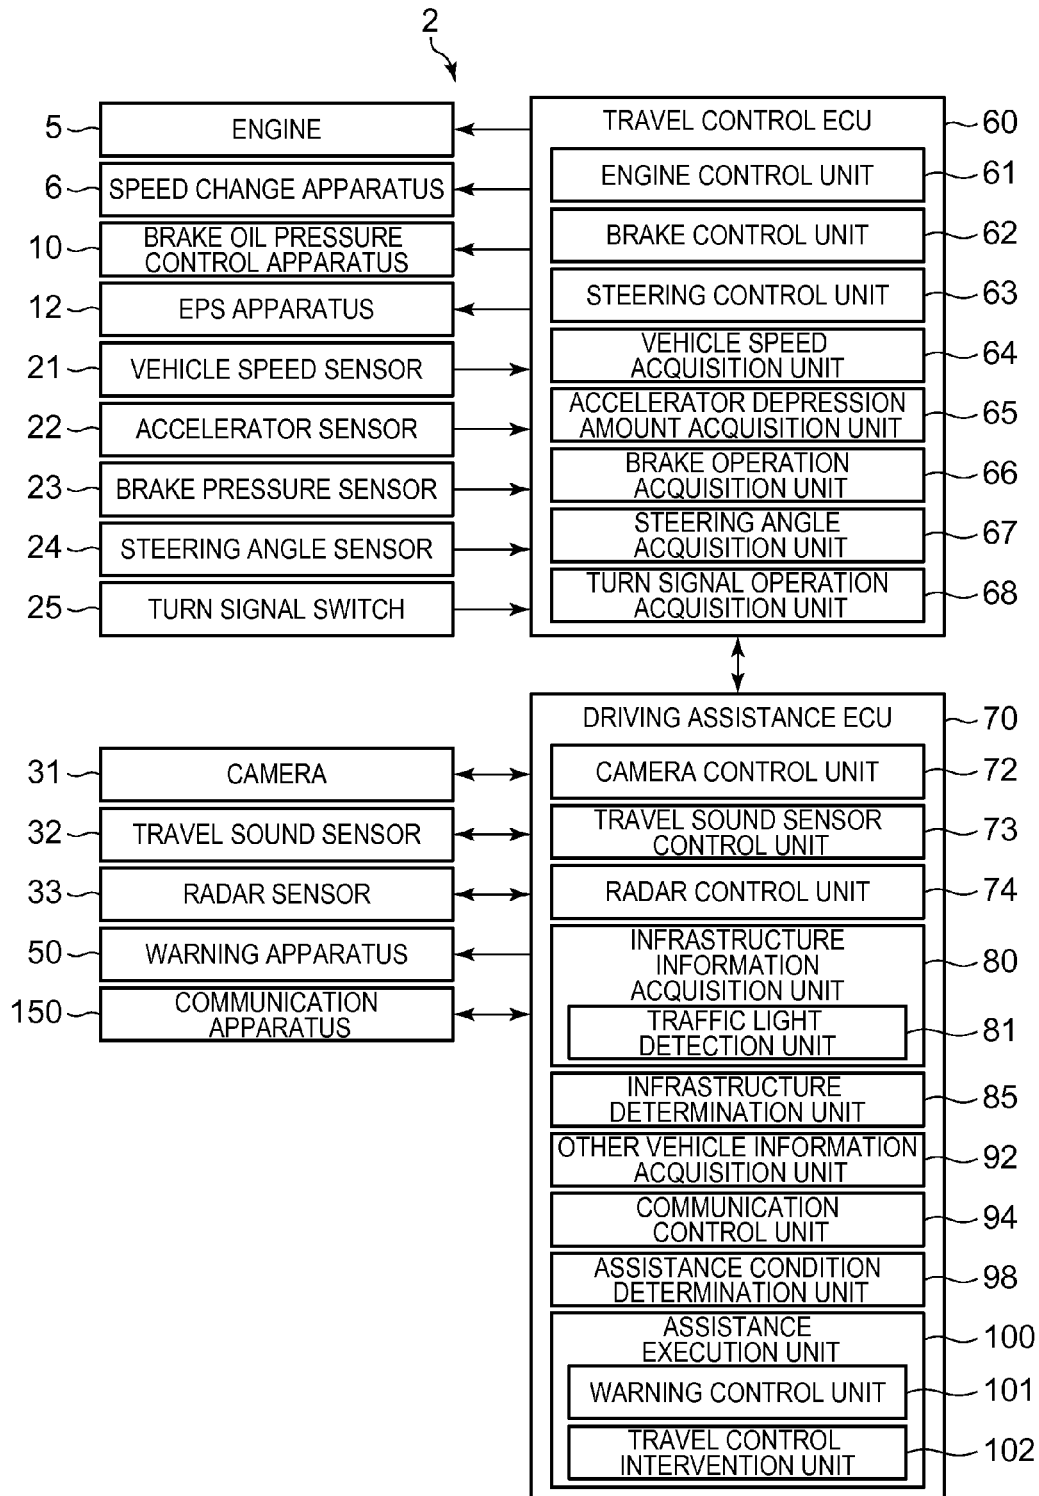 2
5
ENGINE
6
SPEED CHANGE APPARATUS
10
BRAKE OIL PRESSURE
CONTROL APPARATUS
12
EPS APPARATUS
21
VEHICLE SPEED SENSOR
22
ACCELERATOR SENSOR
23
BRAKE PRESSURE SENSOR
24
STEERING ANGLE SENSOR
25
TURN SIGNAL SWITCH
TRAVEL CONTROL ECU
60
ENGINE CONTROL UNIT
61
BRAKE CONTROL UNIT
62
STEERING CONTROL UNIT
63
VEHICLE SPEED
ACQUISITION UNIT
64
ACCELERATOR DEPRESSION
AMOUNT ACQUISITION UNIT
65
BRAKE OPERATION
ACQUISITION UNIT
66
STEERING ANGLE
ACQUISITION UNIT
67
TURN SIGNAL OPERATION
ACQUISITION UNIT
68
31
CAMERA
32
TRAVEL SOUND SENSOR
33
RADAR SENSOR
50
WARNING APPARATUS
150
COMMUNICATION
APPARATUS
DRIVING ASSISTANCE ECU
70
CAMERA CONTROL UNIT
72
TRAVEL SOUND SENSOR
CONTROL UNIT
73
RADAR CONTROL UNIT
74
INFRASTRUCTURE
INFORMATION
ACQUISITION UNIT
80
TRAFFIC LIGHT
DETECTION UNIT
81
INFRASTRUCTURE
DETERMINATION UNIT
85
OTHER VEHICLE INFORMATION
ACQUISITION UNIT
92
COMMUNICATION
CONTROL UNIT
94
ASSISTANCE CONDITION
DETERMINATION UNIT
98
ASSISTANCE
EXECUTION UNIT
100
WARNING CONTROL UNIT
101
TRAVEL CONTROL
INTERVENTION UNIT
102